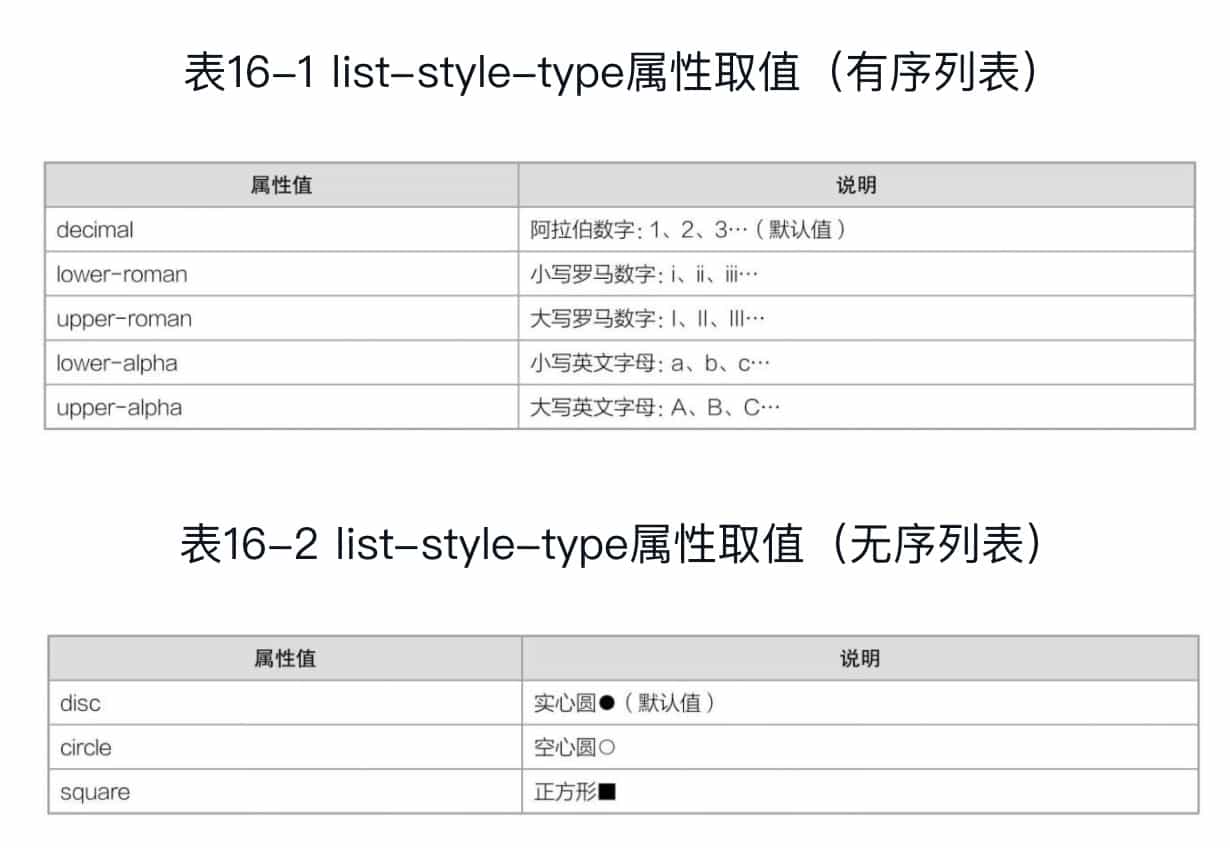 表16-1 list-style-type属性取值（有序列表）
属性值 说明
decimal 阿拉伯数字：1、2、3…（默认值）
lower-roman 小写罗马数字：i、ii、iii…
upper-roman 大写罗马数字：I、II、III…
lower-alpha 小写英文字母：a、b、c…
upper-alpha 大写英文字母：A、B、C…
表16-2 list-style-type属性取值（无序列表）
属性值 说明
disc 实心圆●（默认值）
circle 空心圆○
square 正方形■